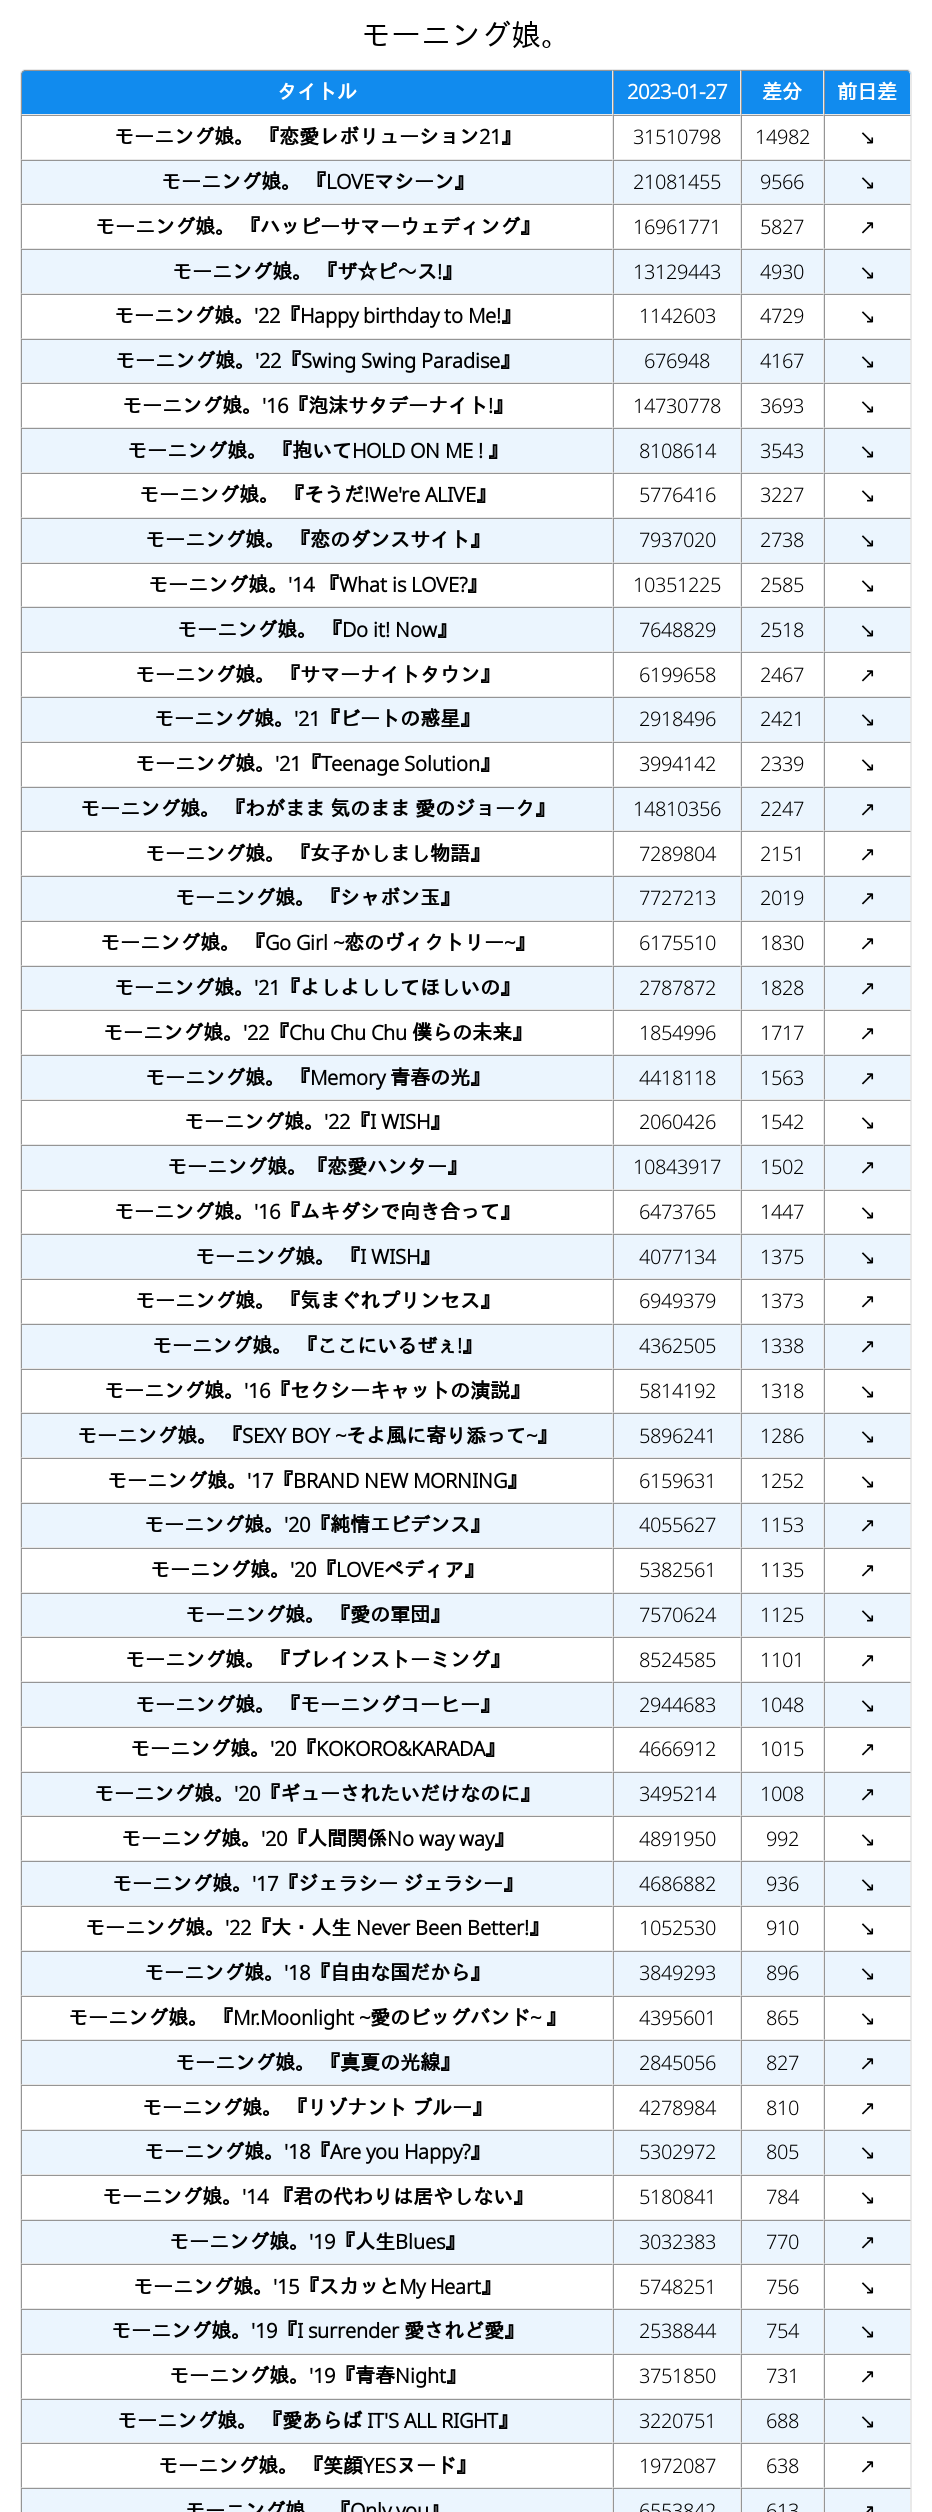 モーニング娘。
タイトル 2023-01-27 差分 前日差
モーニング娘。 『恋愛レボリューション21』 31510798 14982 ↘
モーニング娘。 『LOVEマシーン』 21081455 9566 ↘
モーニング娘。 『ハッピーサマーウェディング』 16961771 5827 ↗
モーニング娘。 『ザ☆ピ〜ス!』 13129443 4930 ↘
モーニング娘。'22『Happy birthday to Me!』 1142603 4729 ↘
モーニング娘。'22『Swing Swing Paradise』 676948 4167 ↘
モーニング娘。'16『泡沫サタデーナイト!』 14730778 3693 ↘
モーニング娘。 『抱いてHOLD ON ME ! 』 8108614 3543 ↘
モーニング娘。 『そうだ!We're ALIVE』 5776416 3227 ↘
モーニング娘。 『恋のダンスサイト』 7937020 2738 ↘
モーニング娘。'14 『What is LOVE?』 10351225 2585 ↘
モーニング娘。 『Do it! Now』 7648829 2518 ↘
モーニング娘。 『サマーナイトタウン』 6199658 2467 ↗
モーニング娘。'21『ビートの惑星』 2918496 2421 ↘
モーニング娘。'21『Teenage Solution』 3994142 2339 ↘
モーニング娘。 『わがまま 気のまま 愛のジョーク』 14810356 2247 ↗
モーニング娘。 『女子かしまし物語』 7289804 2151 ↗
モーニング娘。 『シャボン玉』 7727213 2019 ↗
モーニング娘。 『Go Girl ~恋のヴィクトリー~』 6175510 1830 ↗
モーニング娘。'21『よしよししてほしいの』 2787872 1828 ↗
モーニング娘。'22『Chu Chu Chu 僕らの未来』 1854996 1717 ↗
モーニング娘。 『Memory 青春の光』 4418118 1563 ↗
モーニング娘。'22『I WISH』 2060426 1542 ↘
モーニング娘。『恋愛ハンター』 10843917 1502 ↗
モーニング娘。'16『ムキダシで向き合って』 6473765 1447 ↘
モーニング娘。 『I WISH』 4077134 1375 ↘
モーニング娘。 『気まぐれプリンセス』 6949379 1373 ↗
モーニング娘。 『ここにいるぜぇ!』 4362505 1338 ↗
モーニング娘。'16『セクシーキャットの演説』 5814192 1318 ↘
モーニング娘。 『SEXY BOY ~そよ風に寄り添って~』 5896241 1286 ↘
モーニング娘。'17『BRAND NEW MORNING』 6159631 1252 ↘
モーニング娘。'20『純情エビデンス』 4055627 1153 ↗
モーニング娘。'20『LOVEペディア』 5382561 1135 ↗
モーニング娘。 『愛の軍団』 7570624 1125 ↘
モーニング娘。 『ブレインストーミング』 8524585 1101 ↗
モーニング娘。 『モーニングコーヒー』 2944683 1048 ↘
モーニング娘。'20『KOKORO&KARADA』 4666912 1015 ↗
モーニング娘。'20『ギューされたいだけなのに』 3495214 1008 ↗
モーニング娘。'20『人間関係No way way』 4891950 992 ↘
モーニング娘。'17『ジェラシー ジェラシー』 4686882 936 ↘
モーニング娘。'22『大・人生 Never Been Better!』 1052530 910 ↘
モーニング娘。'18『自由な国だから』 3849293 896 ↘
モーニング娘。 『Mr.Moonlight ~愛のビッグバンド~ 』 4395601 865 ↘
モーニング娘。 『真夏の光線』 2845056 827 ↗
モーニング娘。 『リゾナント ブルー』 4278984 810 ↗
モーニング娘。'18『Are you Happy?』 5302972 805 ↘
モーニング娘。'14 『君の代わりは居やしない』 5180841 784 ↘
モーニング娘。'19『人生Blues』 3032383 770 ↗
モーニング娘。'15『スカッとMy Heart』 5748251 756 ↘
モーニング娘。'19『I surrender 愛されど愛』 2538844 754 ↘
モーニング娘。'19『青春Night』 3751850 731 ↗
モーニング娘。 『愛あらば IT'S ALL RIGHT』 3220751 688 ↘
モーニング娘。 『笑顔YESヌード』 1972087 638 ↗
モーニング娘。 『Only you』 6553842 613 ↗